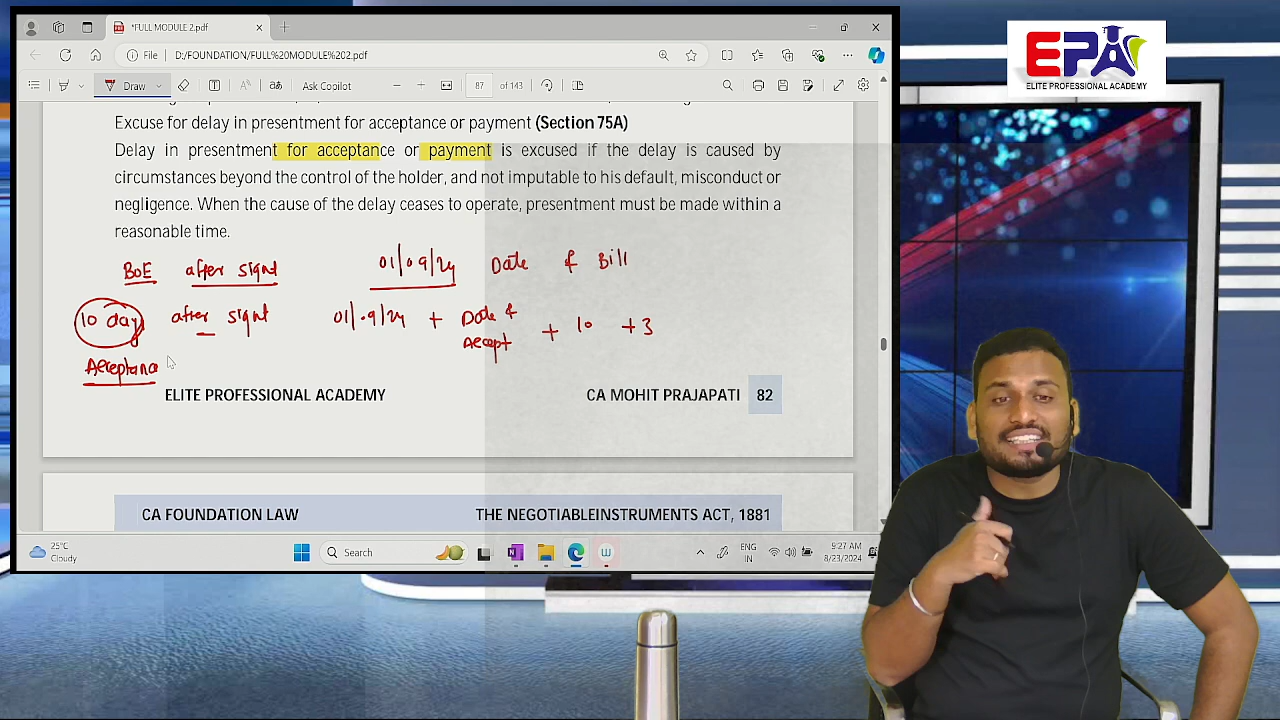 *FULL MODULE 2.pdf
File D:/FOUNDATION/FULL%20MODULE
Draw Ask Copilot 87 of 143
Excuse for delay in presentment for acceptance or payment (Section 75A)
Delay in presentment for acceptance or payment is excused if the delay is caused by
circumstances beyond the control of the holder, and not imputable to his default, misconduct or
negligence. When the cause of the delay ceases to operate, presentment must be made within a
reasonable time.
BoE after signt 01/09/24 Date of Bill
10 day after signt 01/09/24 + Date of + 10 +3
Accept
Acceptana
ELITE PROFESSIONAL ACADEMY CA MOHIT PRAJAPATI 82
CA FOUNDATION LAW THE NEGOTIABLEINSTRUMENTS ACT, 1881
25°C
Cloudy
Search
ENG
IN
9:27 AM
8/23/2024
EPA
ELITE PROFESSIONAL ACADEMY